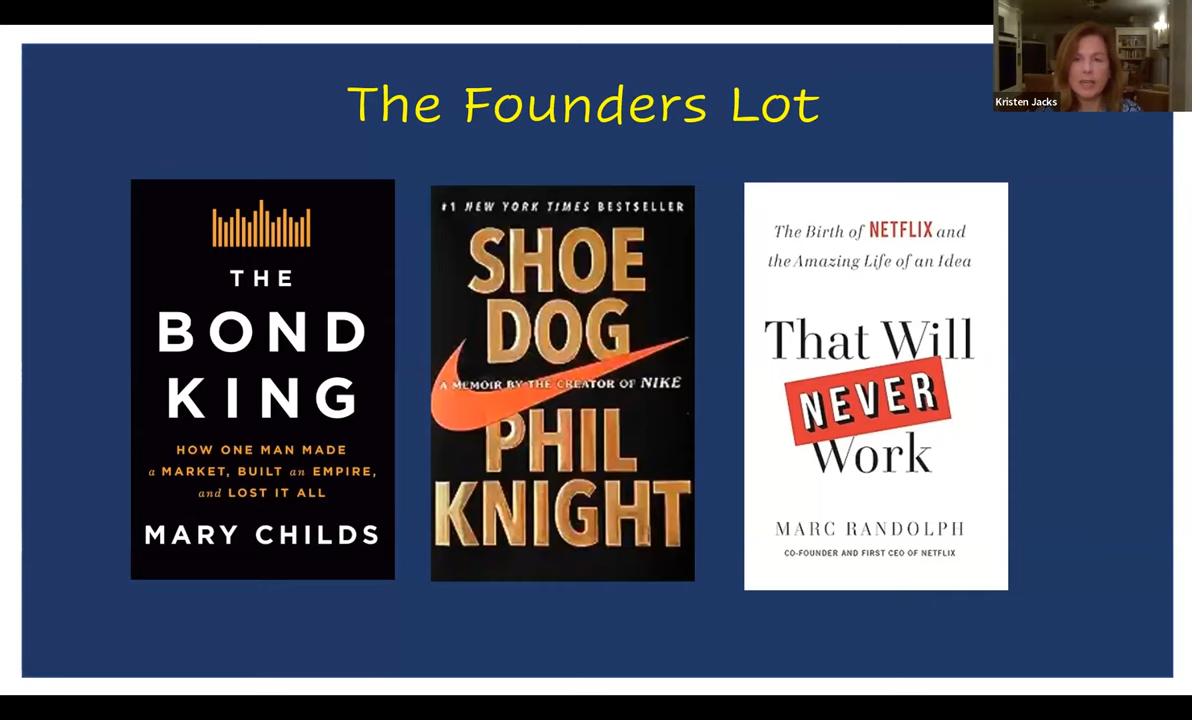 The Founders Lot
Kristen Jacks
THE
BOND
KING
HOW ONE MAN MADE
a MARKET, BUILT an EMPIRE,
and LOST IT ALL
MARY CHILDS
#1 NEW YORK TIMES BESTSELLER
SHOE
DOG
A MEMOIR BY THE CREATOR OF NIKE
PHIL
KNIGHT
The Birth of NETFLIX and
the Amazing Life of an Idea
That Will
NEVER
Work
MARC RANDOLPH
CO-FOUNDER AND FIRST CEO OF NETFLIX